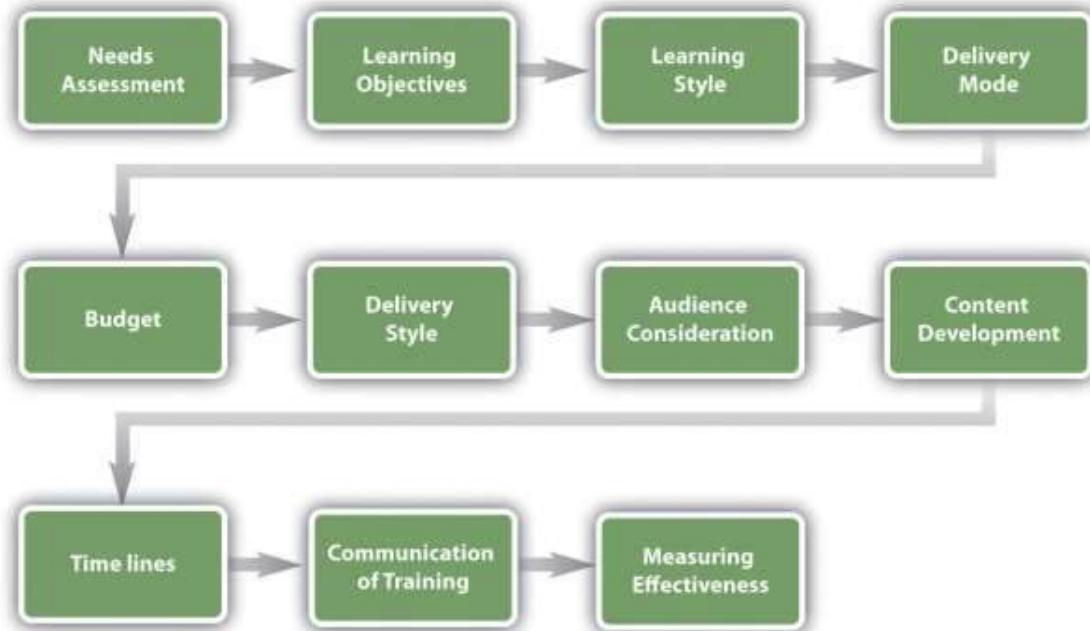 Needs
Assessment
Learning
Objectives
Learning
Style
Delivery
Mode
Budget
Delivery
Style
Audience
Consideration
Content
Development
Time lines
Communication
of Training
Measuring
Effectiveness